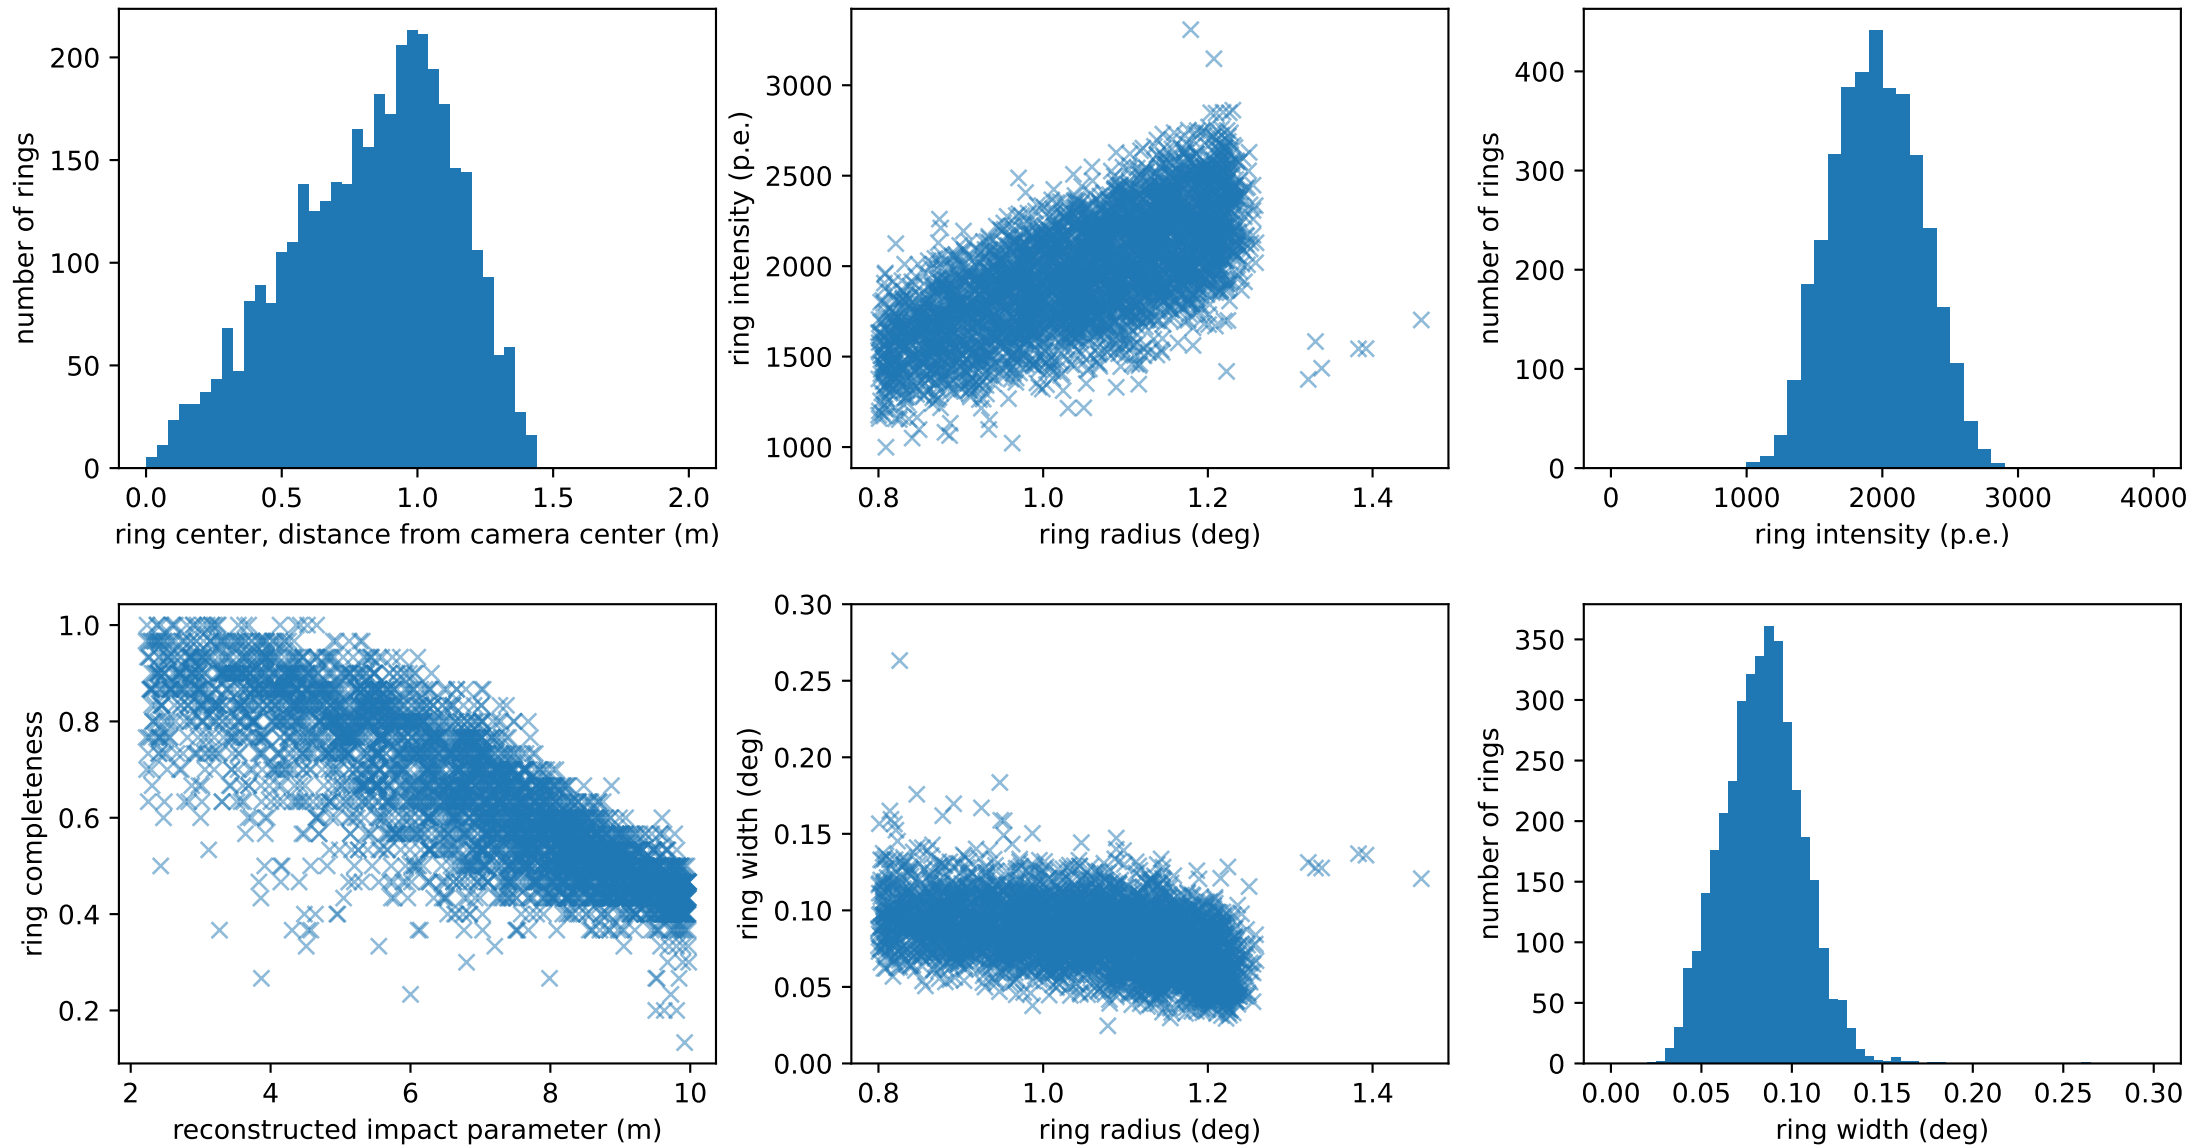 200
150
100
50
0
number of rings
0.0 0.5 1.0 1.5 2.0
ring center, distance from camera center (m)
3000
2500
2000
1500
1000
ring intensity (p.e.)
0.8 1.0 1.2 1.4
ring radius (deg)
400
300
200
100
0
number of rings
0 1000 2000 3000 4000
ring intensity (p.e.)
1.0
0.8
0.6
0.4
0.2
ring completeness
2 4 6 8 10
reconstructed impact parameter (m)
0.30
0.25
0.20
0.15
0.10
0.05
0.00
ring width (deg)
0.8 1.0 1.2 1.4
ring radius (deg)
350
300
250
200
150
100
50
0
number of rings
0.00 0.05 0.10 0.15 0.20 0.25 0.30
ring width (deg)